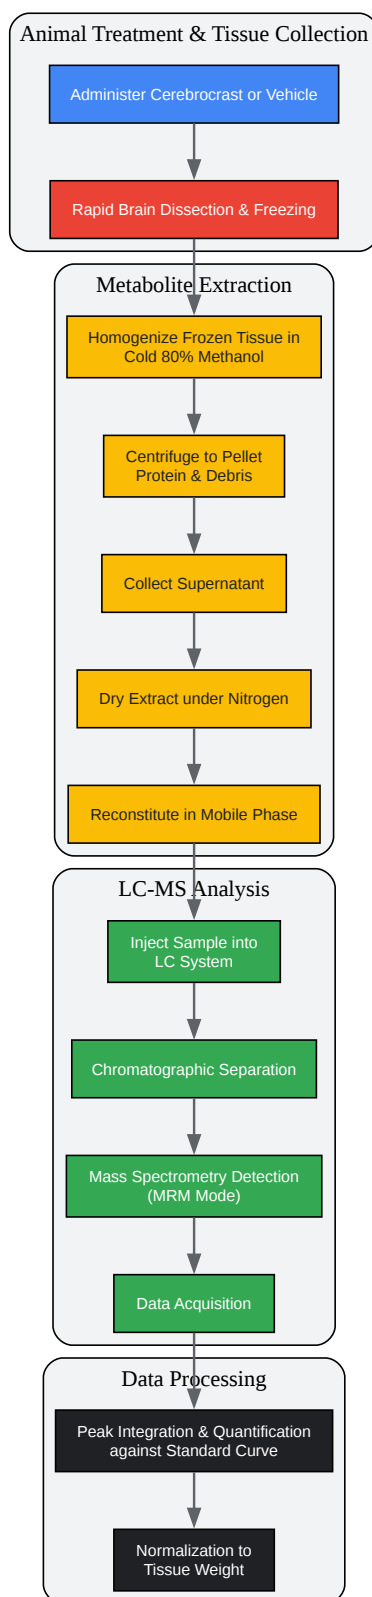 Animal Treatment & Tissue Collection
Administer Cerebrocrast or Vehicle
Rapid Brain Dissection & Freezing
Metabolite Extraction
Homogenize Frozen Tissue in
Cold 80% Methanol
Centrifuge to Pellet
Protein & Debris
Collect Supernatant
Dry Extract under Nitrogen
Reconstitute in Mobile Phase
LC-MS Analysis
Inject Sample into
LC System
Chromatographic Separation
Mass Spectrometry Detection
(MRM Mode)
Data Acquisition
Data Processing
Peak Integration & Quantification
against Standard Curve
Normalization to
Tissue Weight